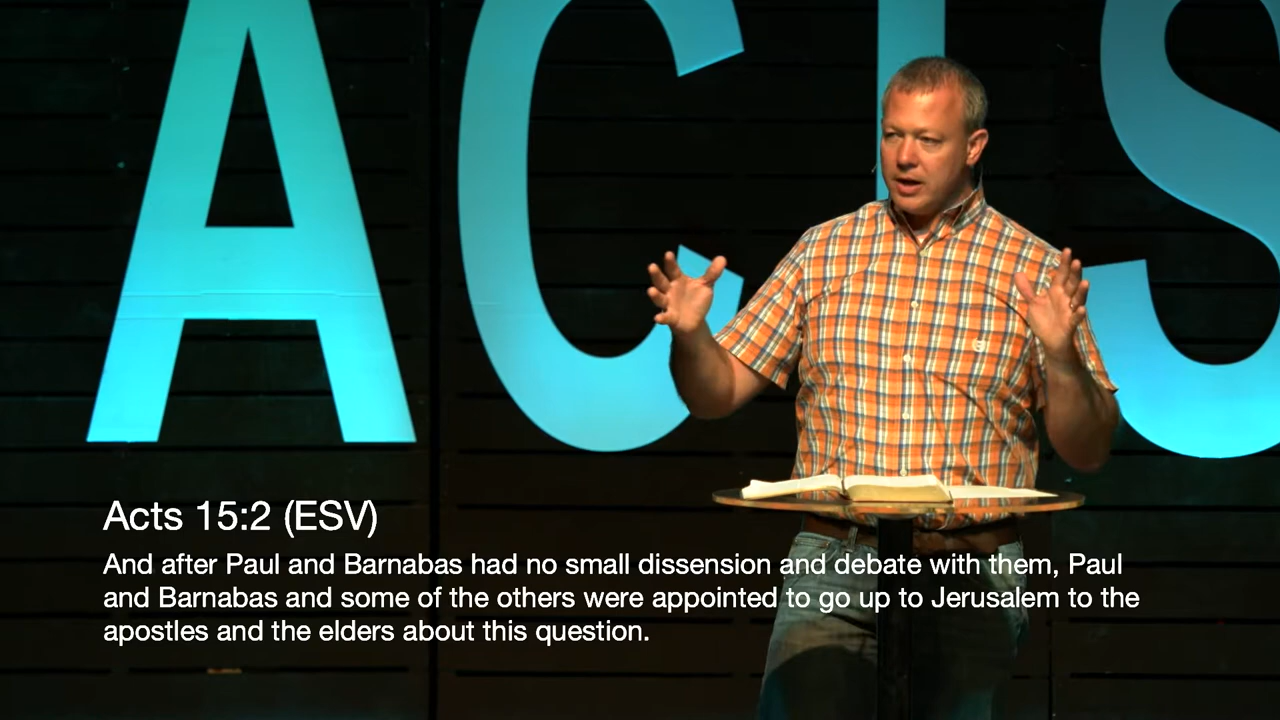 ACTS
Acts 15:2 (ESV)
And after Paul and Barnabas had no small dissension and debate with them, Paul
and Barnabas and some of the others were appointed to go up to Jerusalem to the
apostles and the elders about this question.